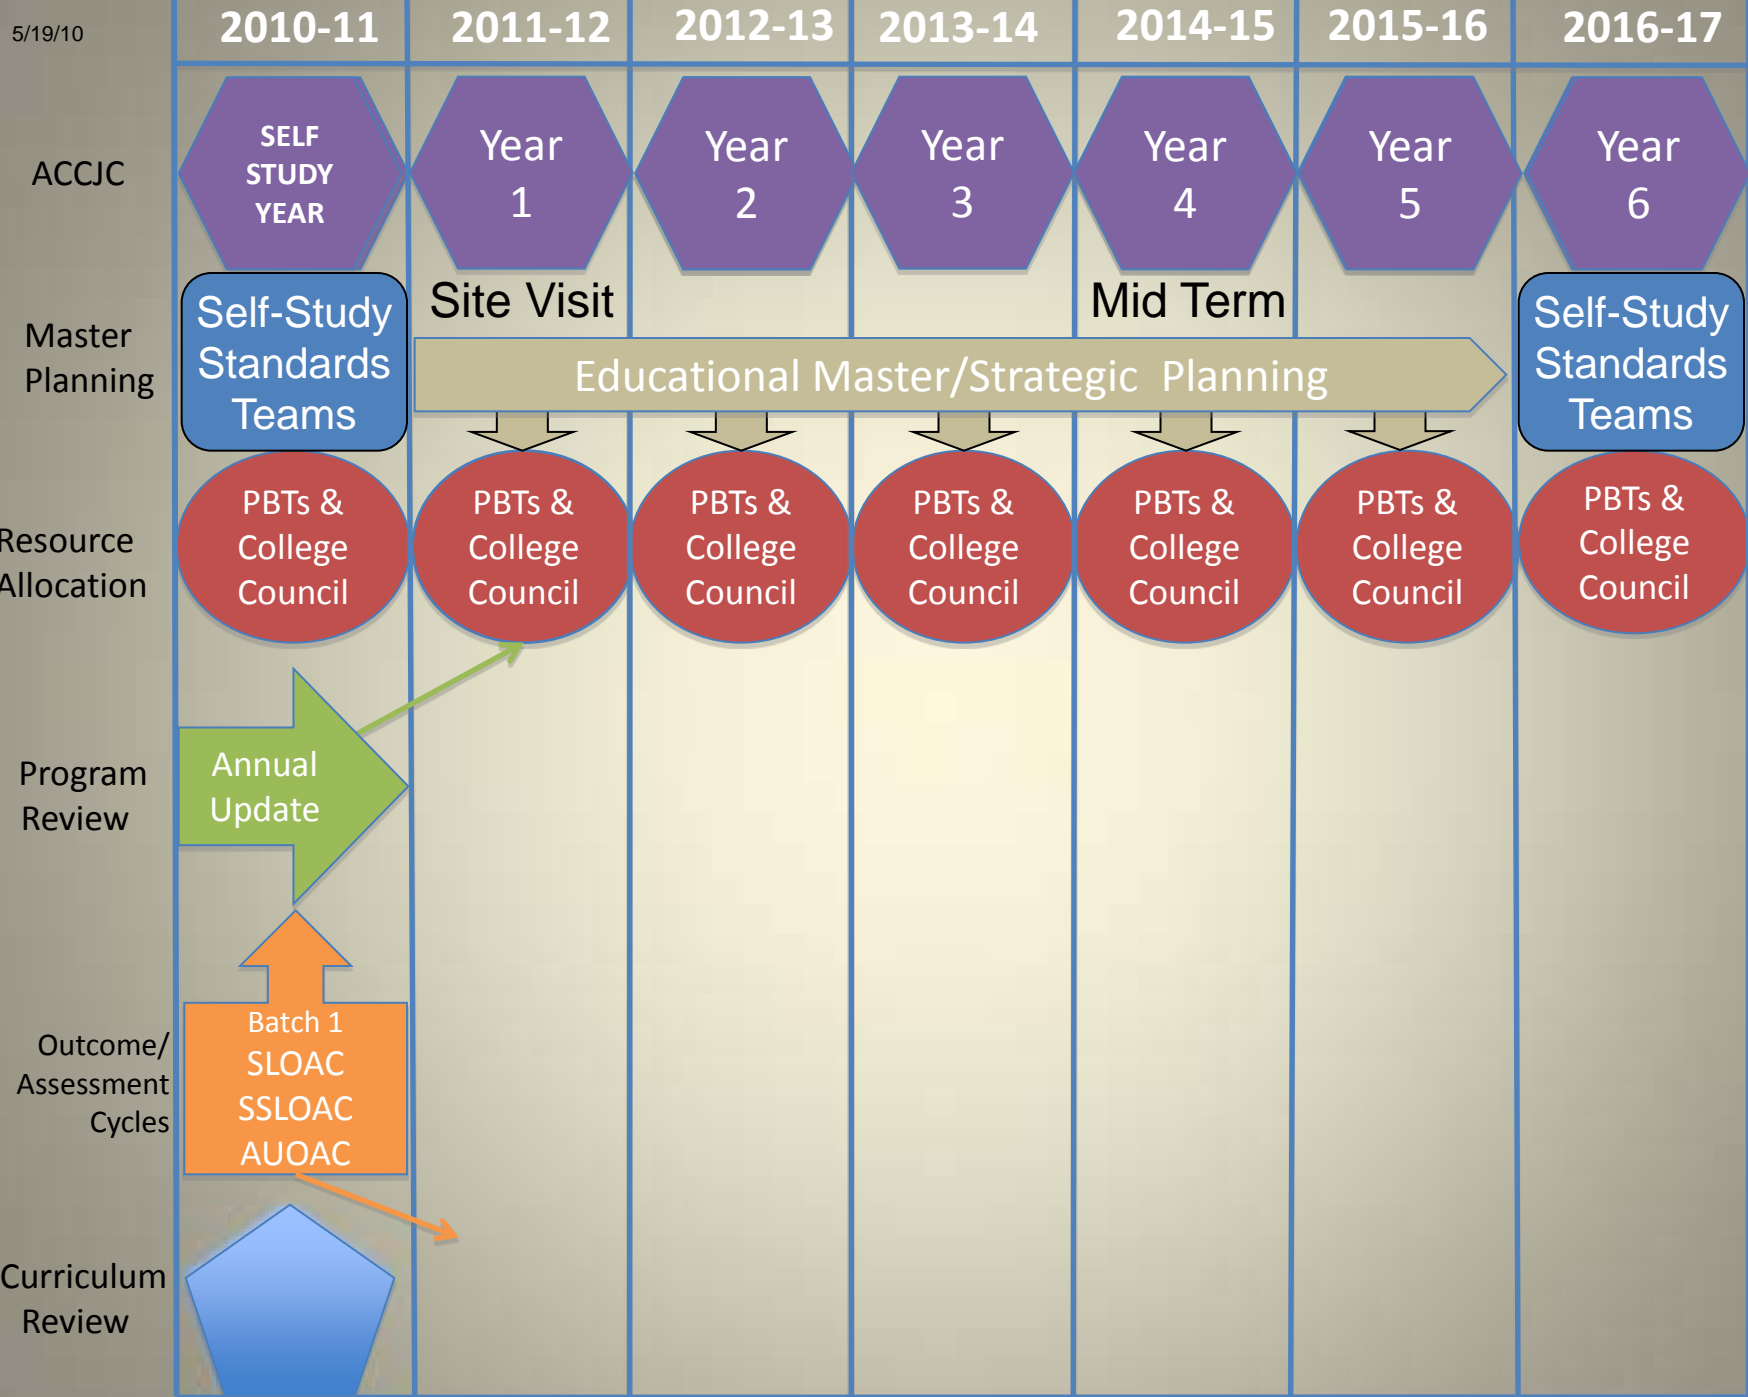 5/19/10
2010-11
2011-12
2012-13
2013-14
2014-15
2015-16
2016-17
ACCJC
SELF
STUDY
YEAR
Year
1
Year
2
Year
3
Year
4
Year
5
Year
6
Master
Planning
Self-Study
Standards
Teams
Site Visit
Mid Term
Educational Master/Strategic Planning
Self-Study
Standards
Teams
Resource
Allocation
PBTs &
College
Council
PBTs &
College
Council
PBTs &
College
Council
PBTs &
College
Council
PBTs &
College
Council
PBTs &
College
Council
PBTs &
College
Council
Program
Review
Annual
Update
Outcome/
Assessment
Cycles
Batch 1
SLOAC
SSLOAC
AUOAC
Curriculum
Review